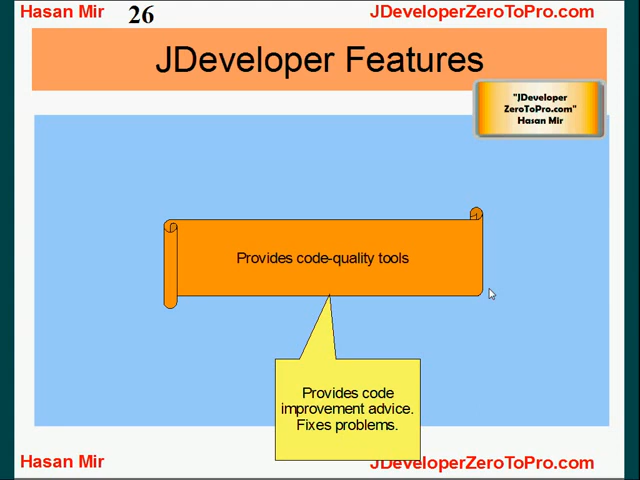 Hasan Mir
26
JDeveloperZeroToPro.com
JDeveloper Features
"JDeveloper
ZeroToPro.com"
Hasan Mir
Provides code-quality tools
Provides code
improvement advice.
Fixes problems.
Hasan Mir
JDeveloperZeroToPro.com